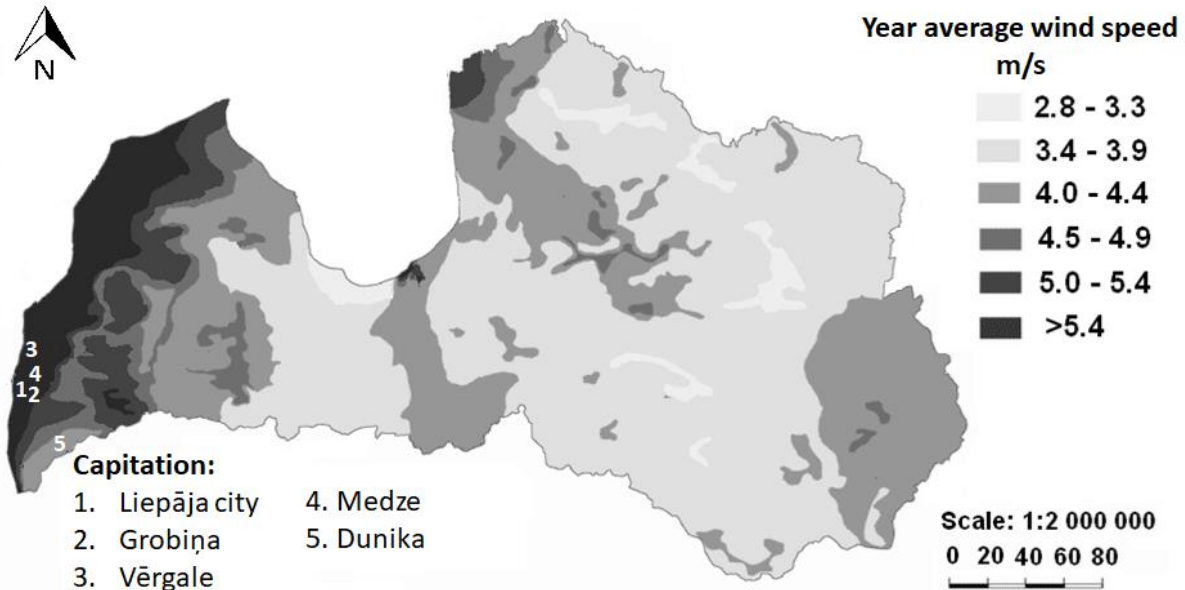 N
Year average wind speed
m/s
2.8 - 3.3
3.4 - 3.9
4.0 - 4.4
4.5 - 4.9
5.0 - 5.4
>5.4
3
4
1 2
5
Capitation:
1. Liepāja city
2. Grobiņa
3. Vērgale
4. Medze
5. Dunika
Scale: 1:2 000 000
0 20 40 60 80